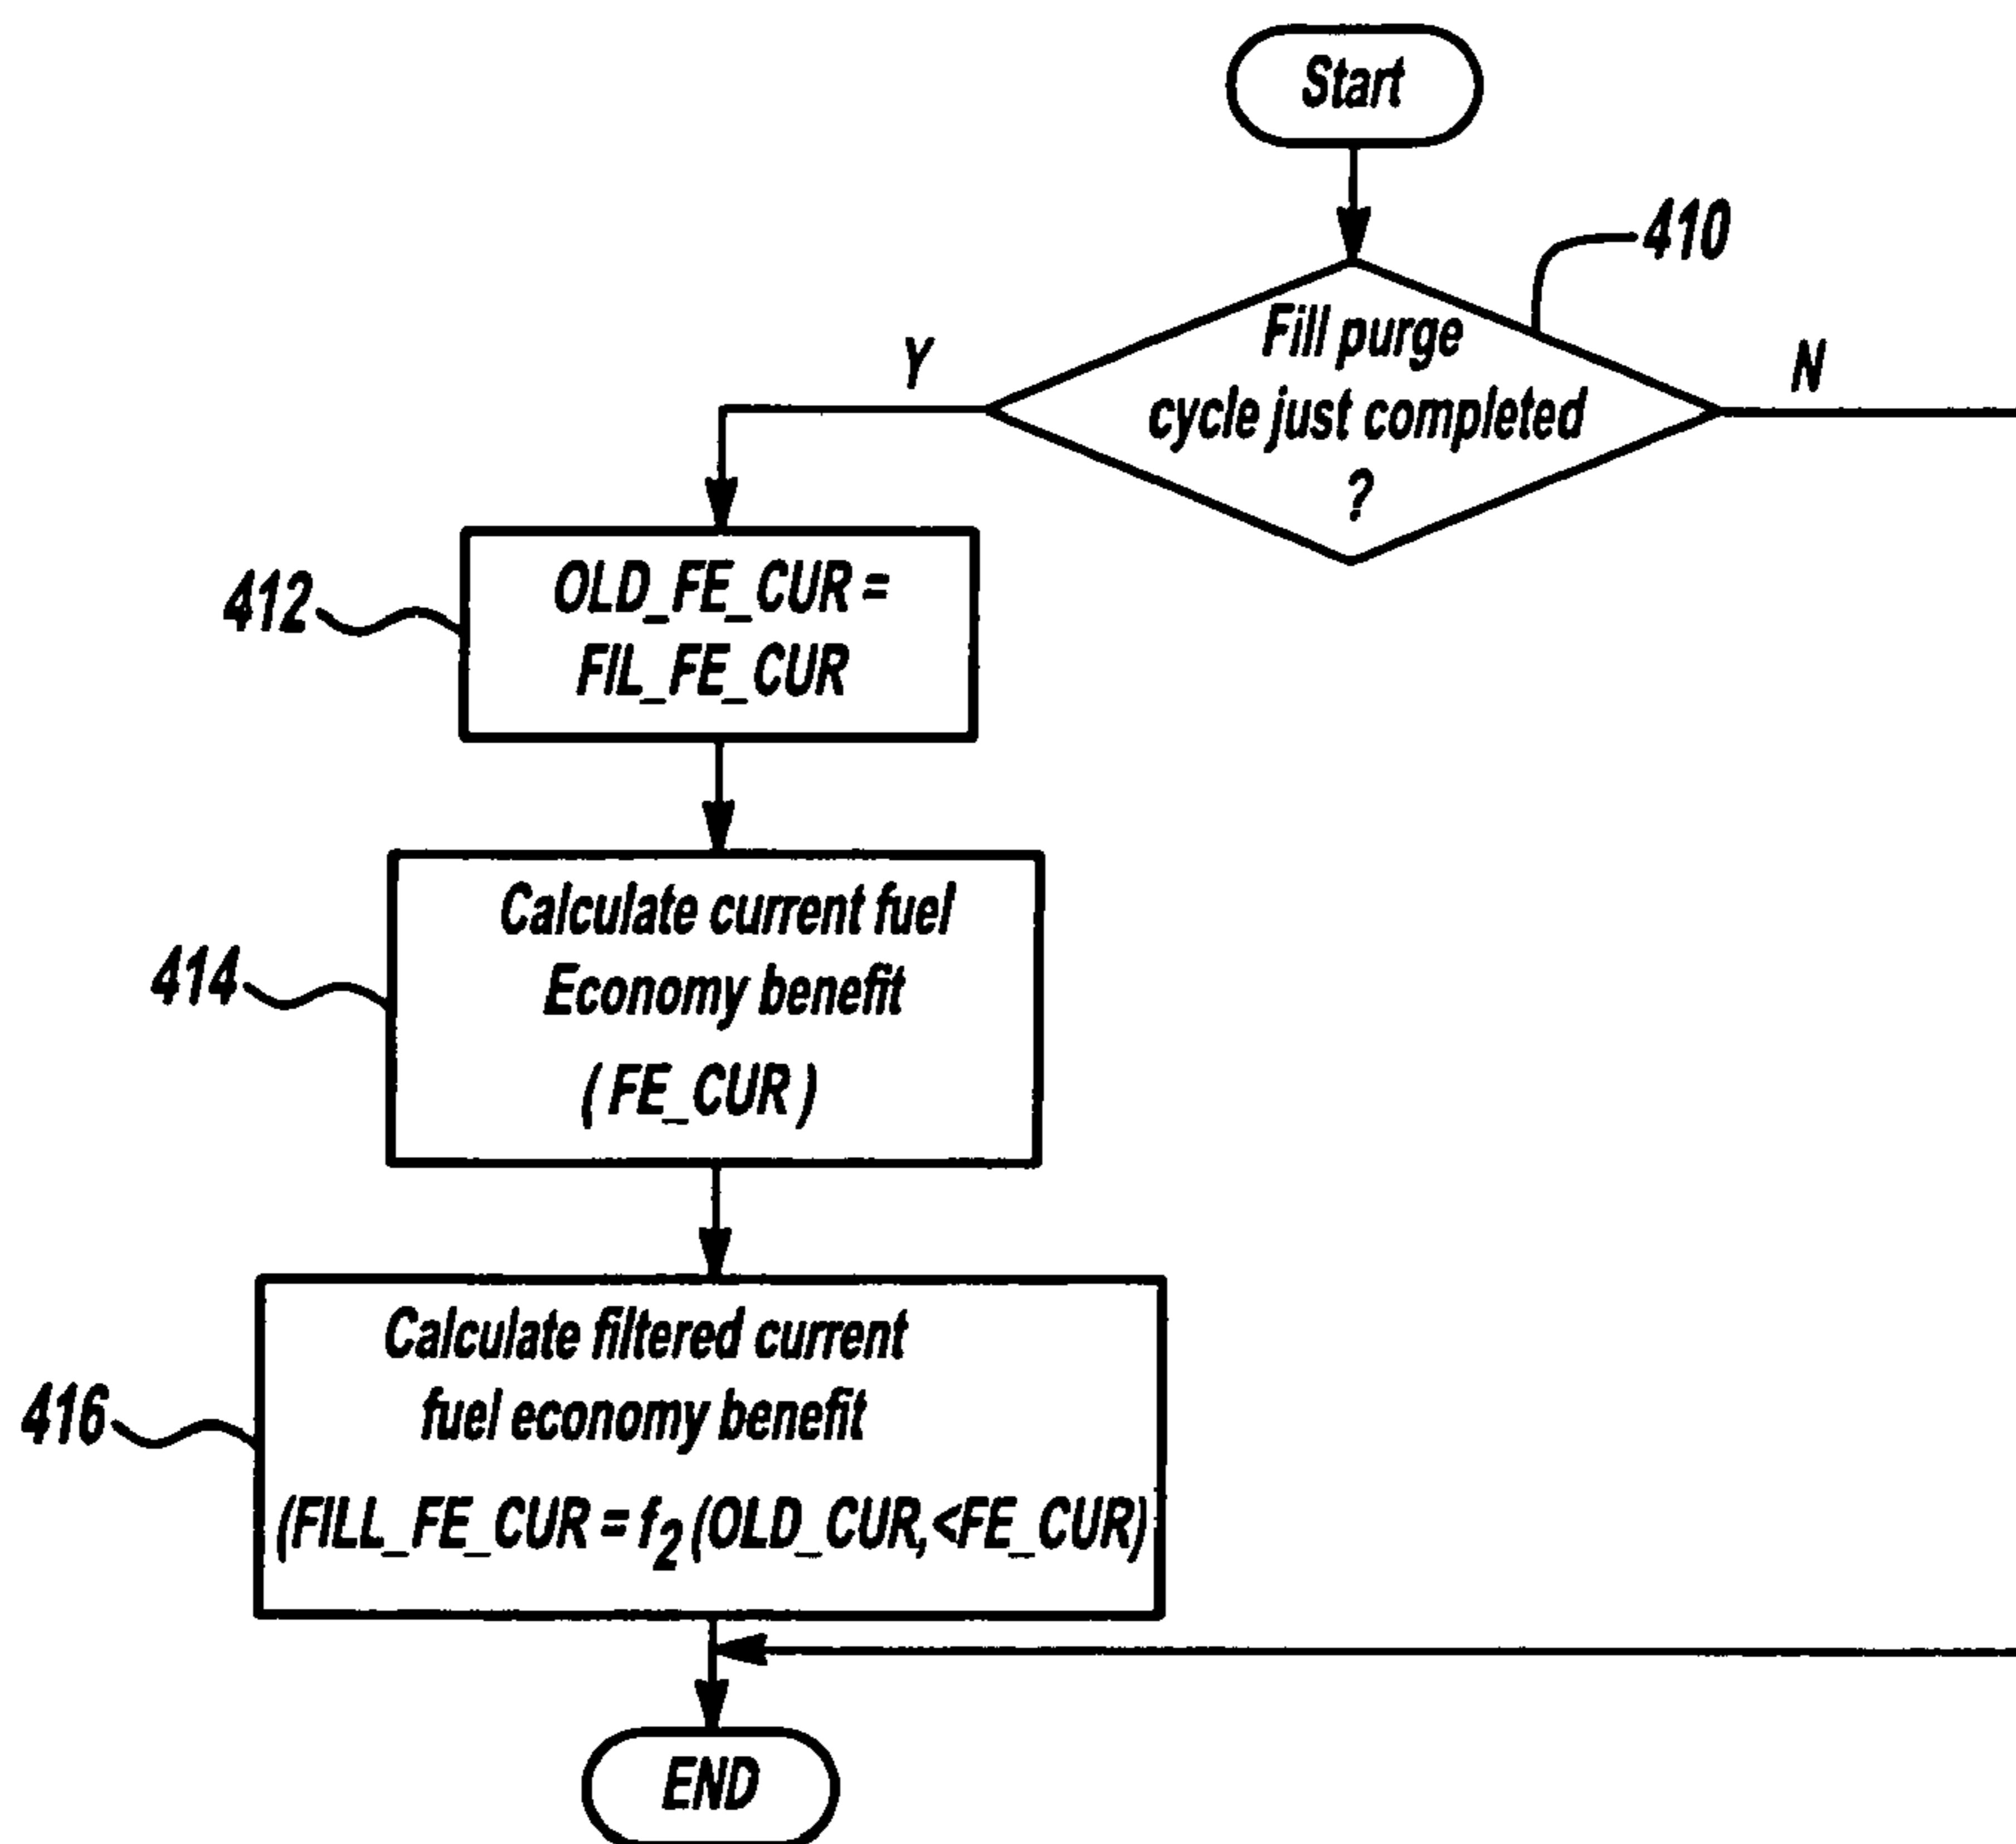 Start
410
Fill purge
cycle just completed
?
Y
N
412
OLD_FE_CUR =
FIL_FE_CUR
414
Calculate current fuel
Economy benefit
( FE_CUR )
416
Calculate filtered current
fuel economy benefit
(FILL_FE_CUR = f2 (OLD_CUR,<FE_CUR)
END